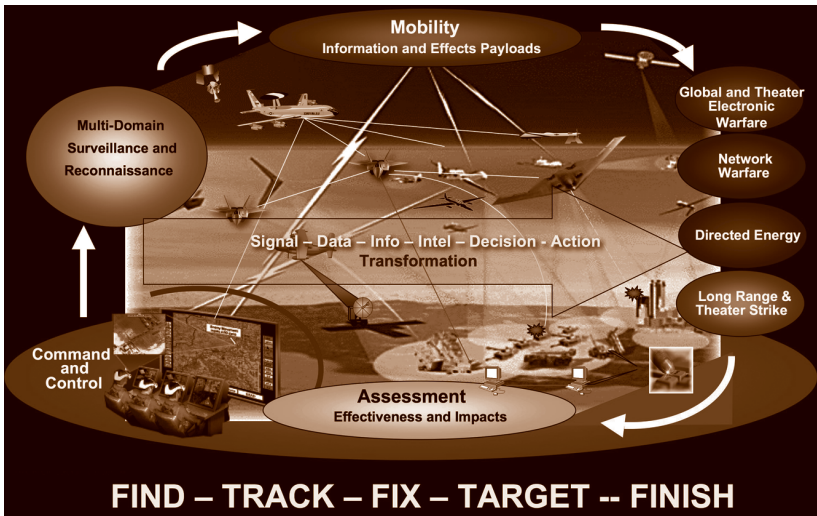 Mobility
Information and Effects Payloads
Multi-Domain
Surveillance and
Reconnaissance
Global and Theater
Electronic
Warfare
Network
Warfare
Directed Energy
Long Range &
Theater Strike
Signal – Data – Info – Intel – Decision - Action
Transformation
Command
and
Control
Assessment
Effectiveness and Impacts
FIND – TRACK – FIX – TARGET -- FINISH